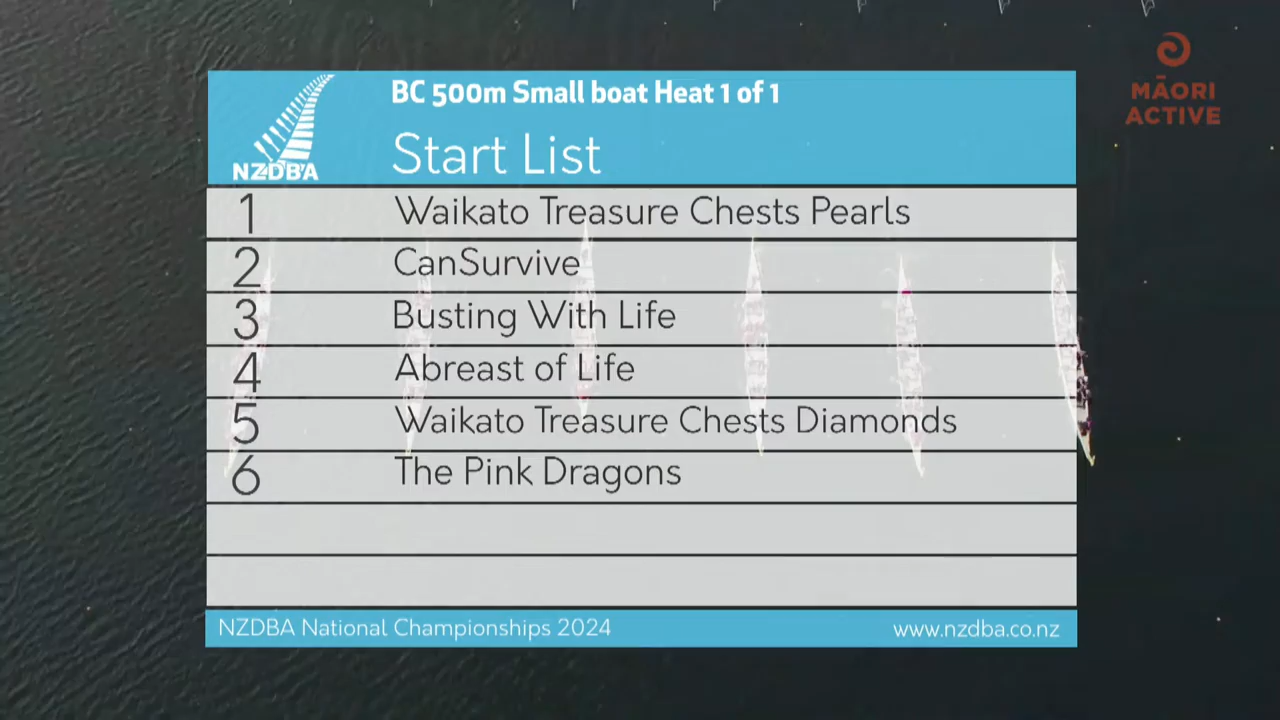 BC 500m Small boat Heat 1 of 1
MĀORI
ACTIVE
Start List
NZDBA
1 Waikato Treasure Chests Pearls
2 CanSurvive
3 Busting With Life
4 Abreast of Life
5 Waikato Treasure Chests Diamonds
6 The Pink Dragons
NZDBA National Championships 2024
www.nzdba.co.nz